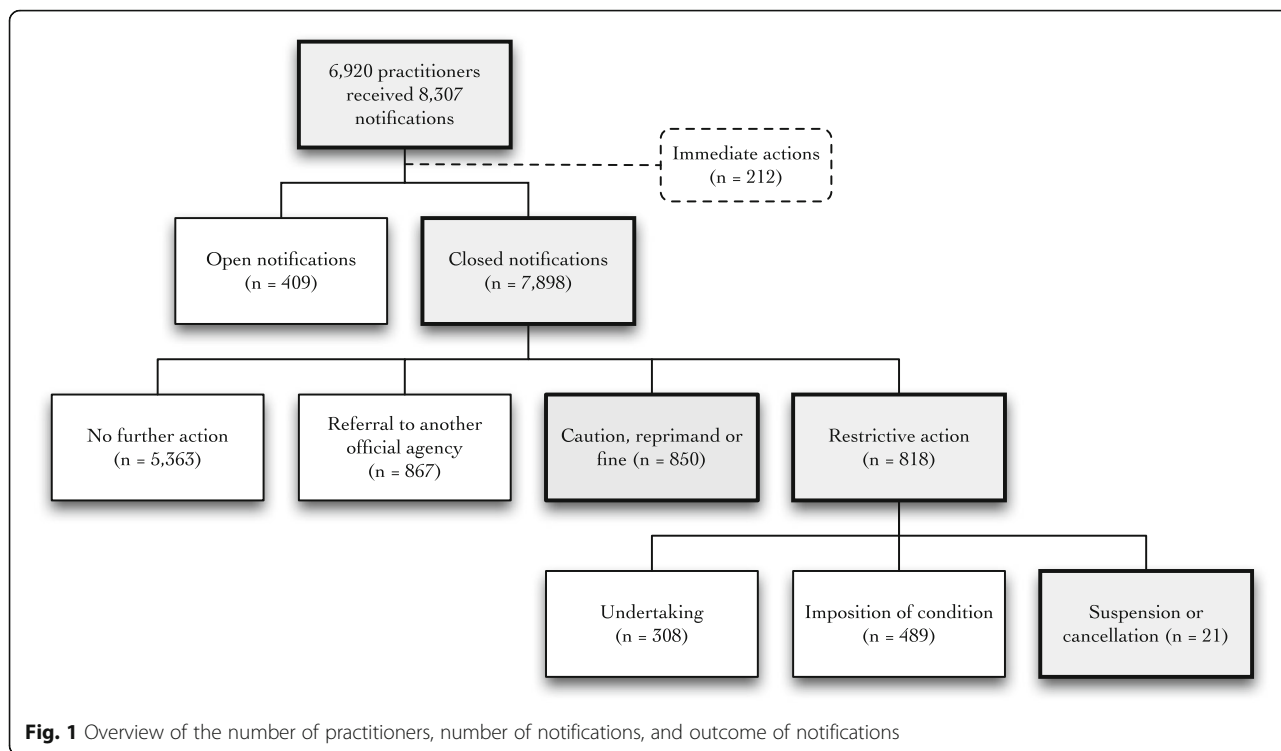 6,920 practitioners
received 8,307
notifications
Immediate actions
(n = 212)
Open notifications
(n = 409)
Closed notifications
(n = 7,898)
No further action
(n = 5,363)
Referral to another
official agency
(n = 867)
Caution, reprimand or
fine (n = 850)
Restrictive action
(n = 818)
Undertaking
(n = 308)
Imposition of condition
(n = 489)
Suspension or
cancellation (n = 21)
Fig. 1 Overview of the number of practitioners, number of notifications, and outcome of notifications